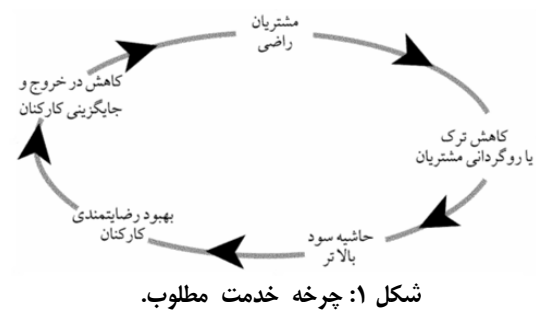 مشتریان
راضی
کاهش ترک
یا روگردانی مشتریان
حاشیه سود
بالاتر
بهبود رضایتمندی
کارکنان
کاهش در خروج و
جایگزینی کارکنان
شکل ۱: چرخه خدمت مطلوب.